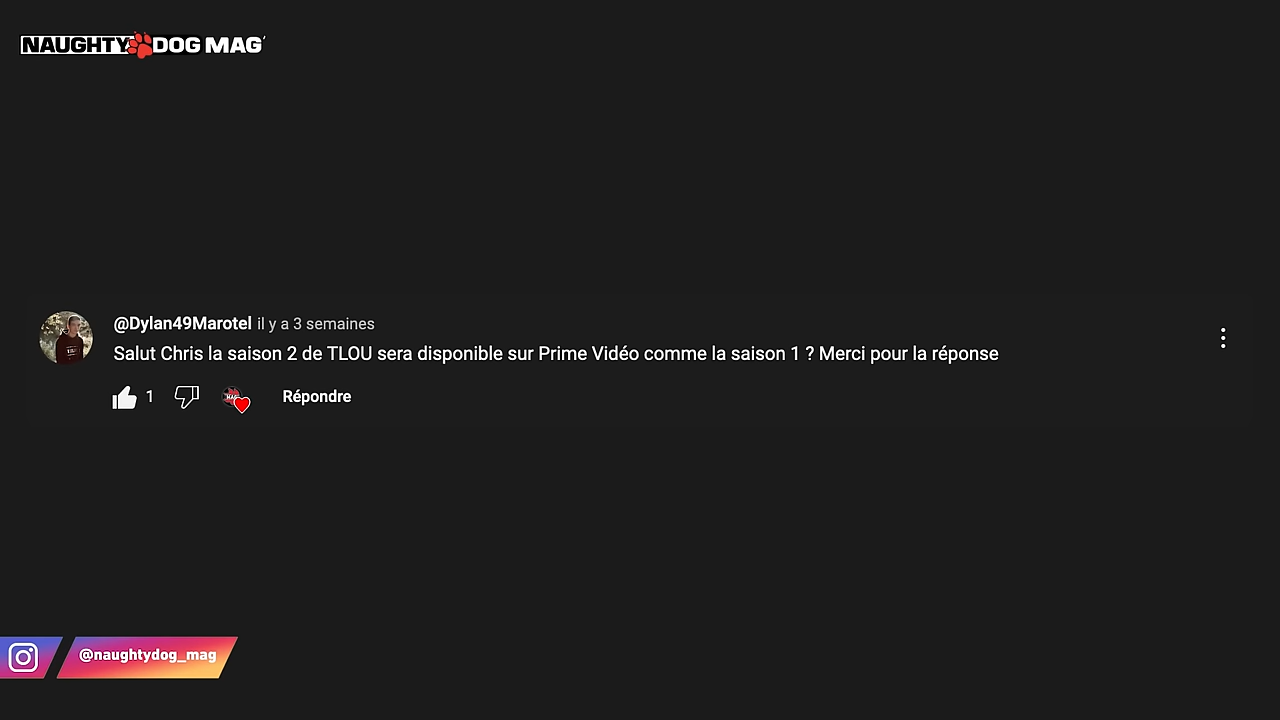 NAUGHTY DOG MAG'
@Dylan49Marotel il y a 3 semaines
Salut Chris la saison 2 de TLOU sera disponible sur Prime Vidéo comme la saison 1 ? Merci pour la réponse
1 Répondre
@naughtydog_mag